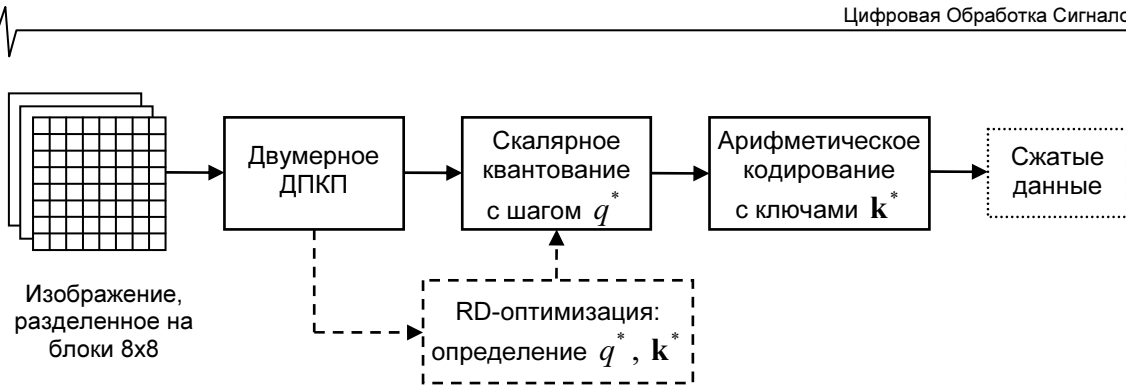 Цифровая Обработка Сигнало
Двумерное
ДПКП
Скалярное
квантование
с шагом q*
Арифметическое
кодирование
с ключами k*
Сжатые
данные
Изображение,
разделенное на
блоки 8x8
RD-оптимизация:
определение q* , k*